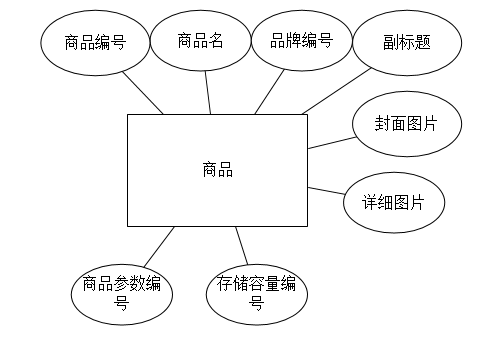 商品编号
商品名
品牌编号
副标题
封面图片
商品
详细图片
商品参数编
号
存储容量编
号